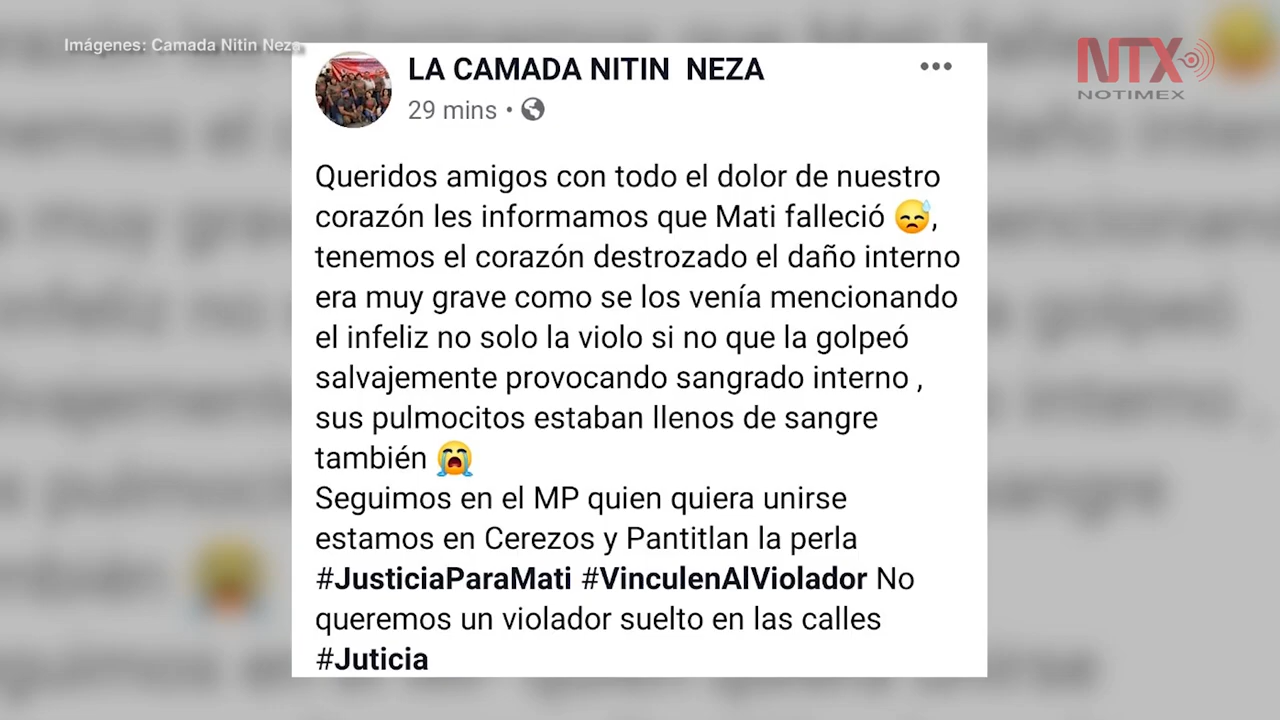 Imágenes: Camada Nitin Neza
NTX
NOTIMEX
LA CAMADA NITIN NEZA
29 mins •
Queridos amigos con todo el dolor de nuestro
corazón les informamos que Mati falleció 😓,
tenemos el corazón destrozado el daño interno
era muy grave como se los venía mencionando
el infeliz no solo la violo si no que la golpeó
salvajemente provocando sangrado interno ,
sus pulmocitos estaban llenos de sangre
también 😭
Seguimos en el MP quien quiera unirse
estamos en Cerezos y Pantitlan la perla
#JusticiaParaMati #VinculenAlViolador No
queremos un violador suelto en las calles
#Juticia